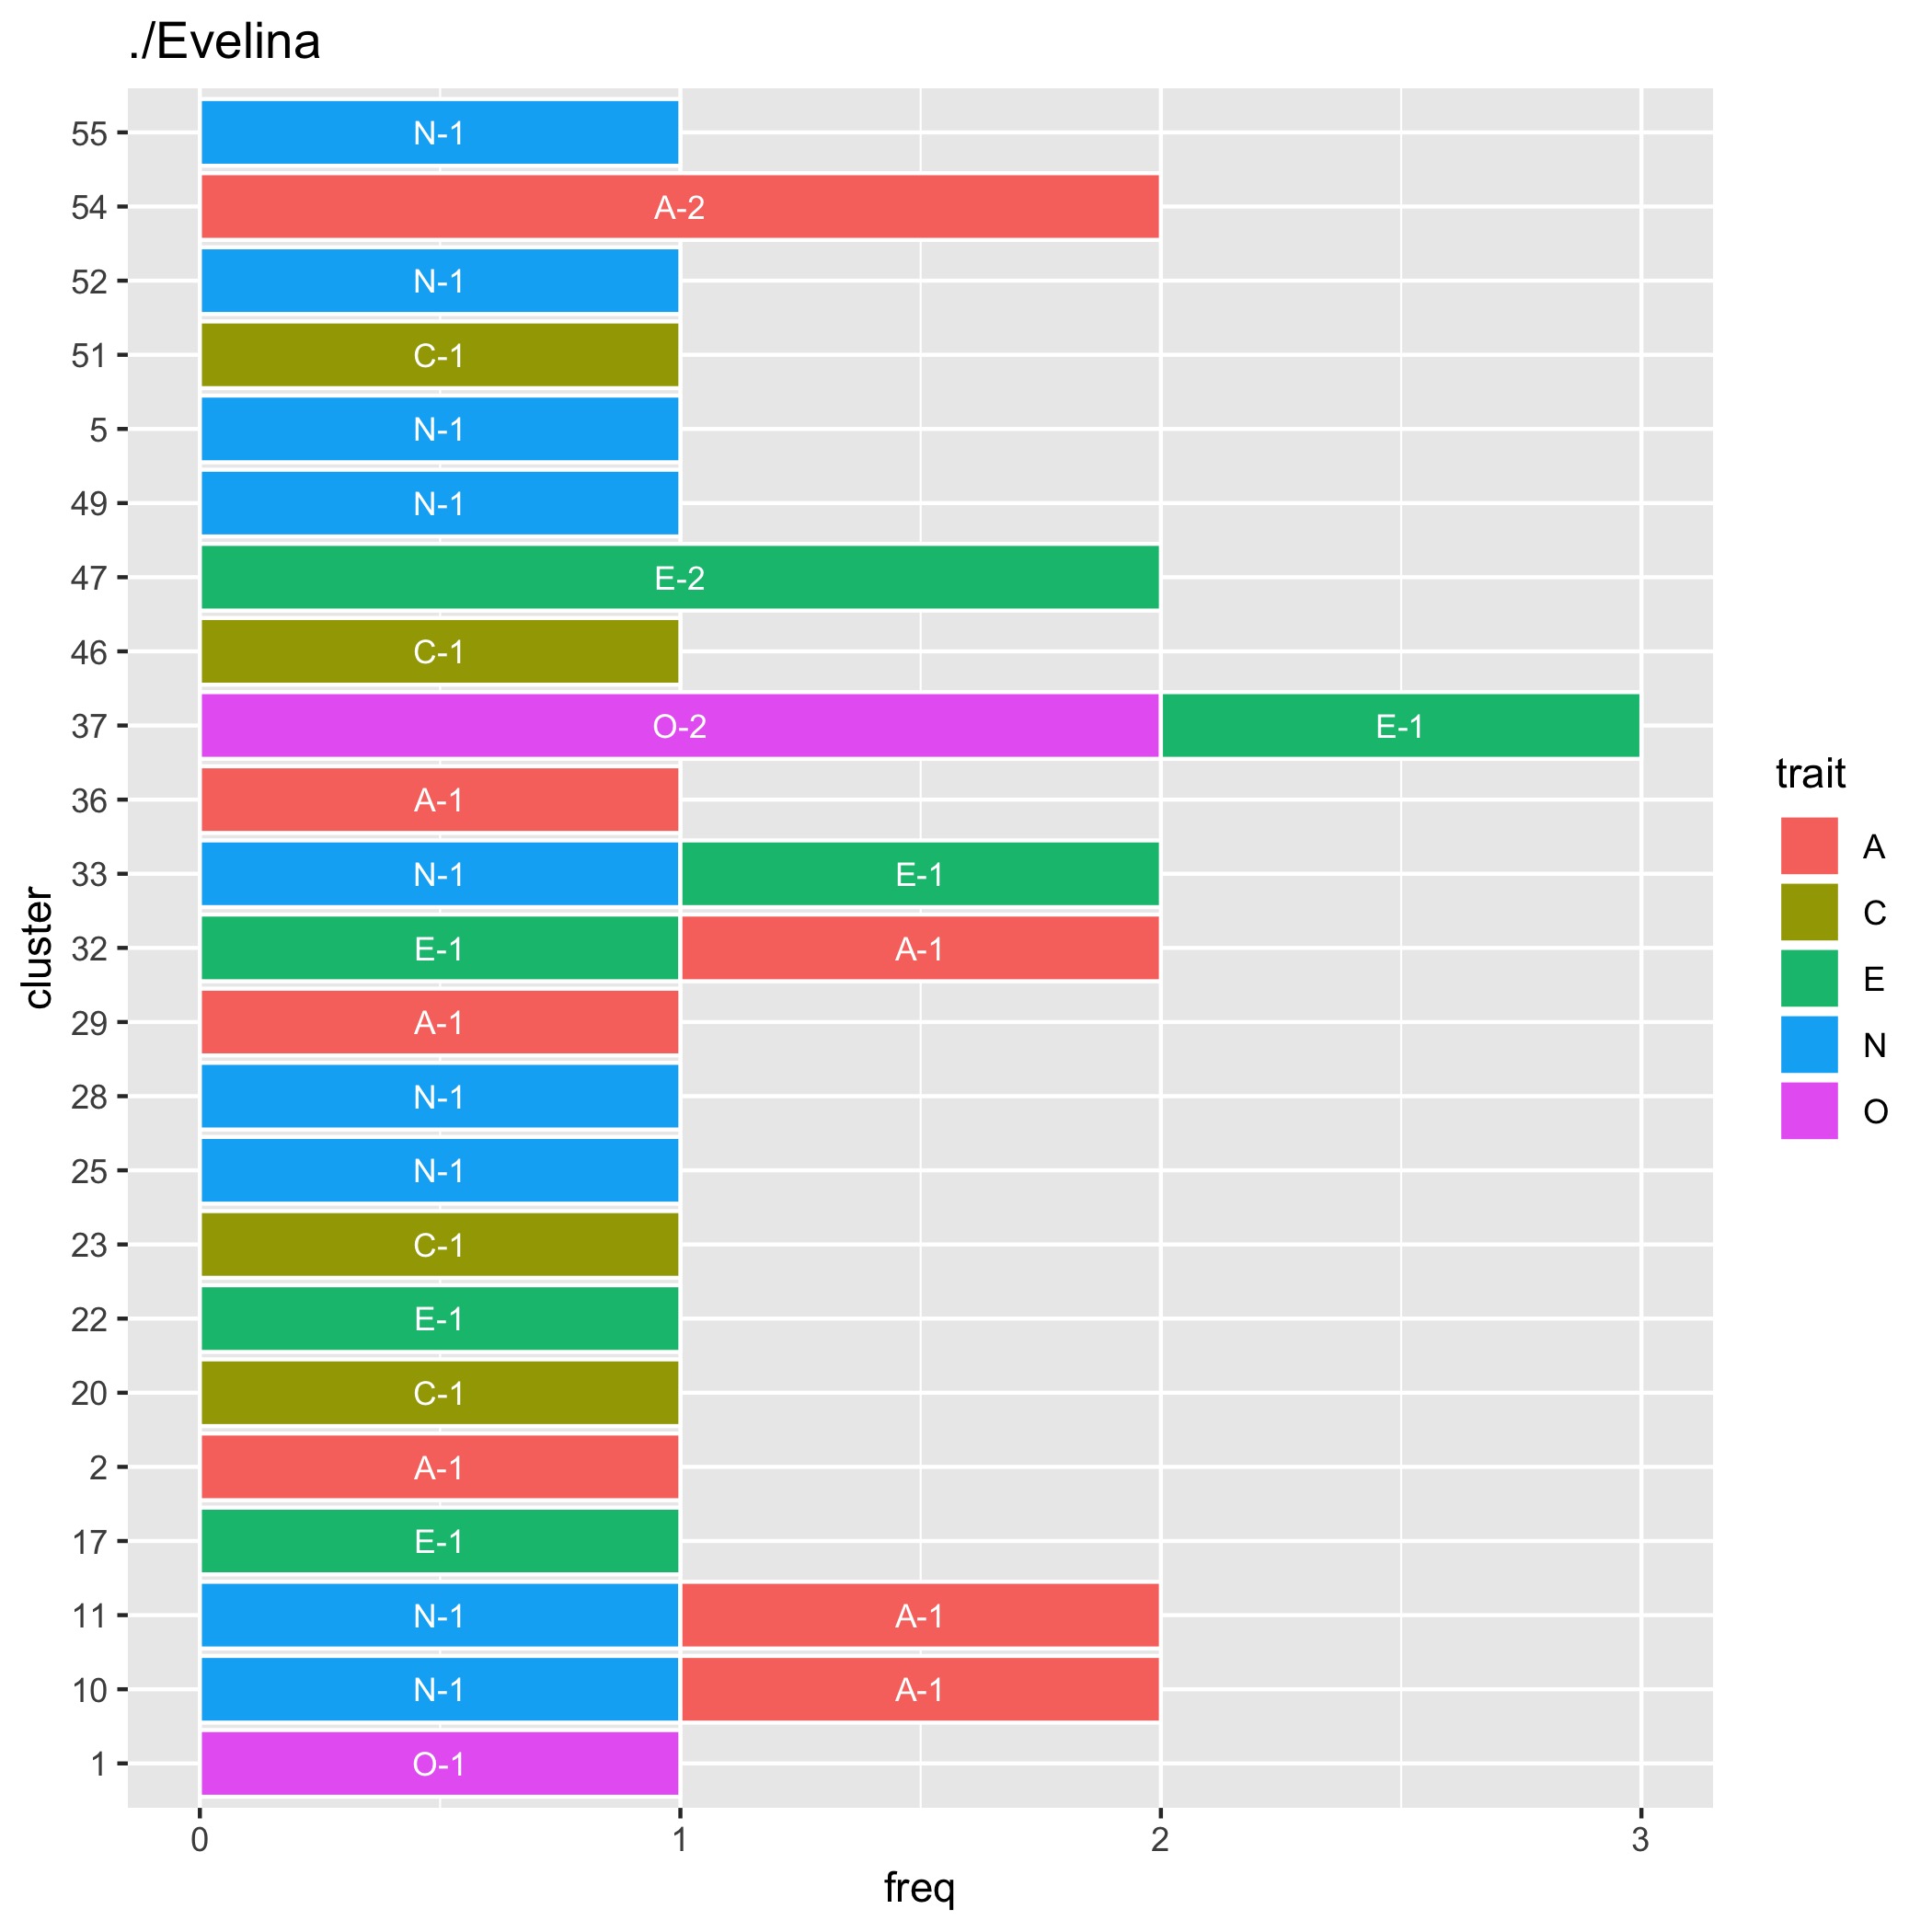 ./Evelina
55 N-1
54 A-2
52 N-1
51 C-1
5 N-1
49 N-1
47 E-2
46 C-1
37 O-2 E-1
36 A-1
33 N-1 E-1
32 E-1 A-1
29 A-1
28 N-1
25 N-1
23 C-1
22 E-1
20 C-1
2 A-1
17 E-1
11 N-1 A-1
10 N-1 A-1
1 O-1
0 1 2 3
freq
cluster
trait
A
C
E
N
O